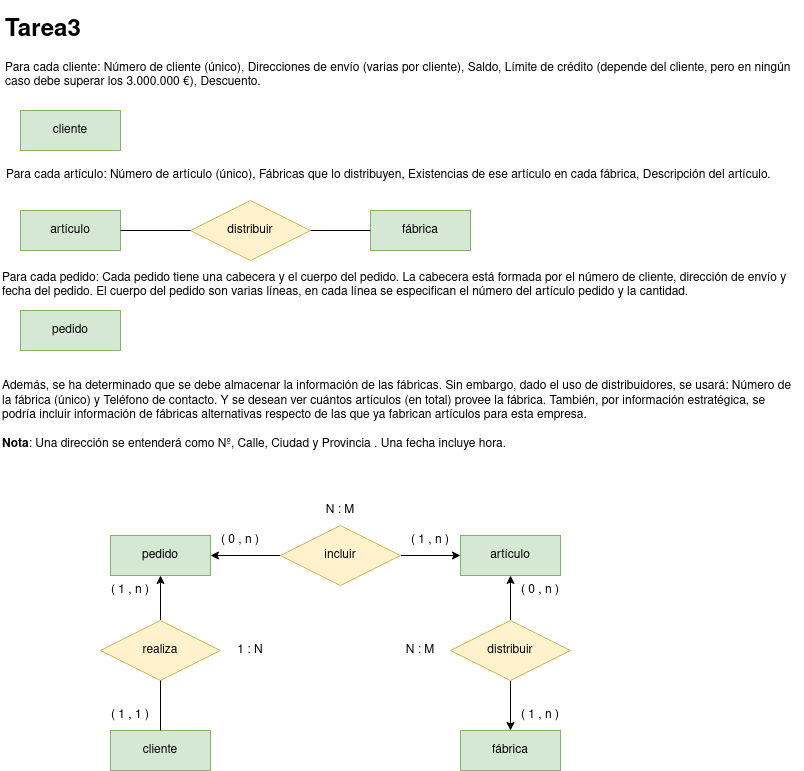 Tarea3
Para cada cliente: Número de cliente (único), Direcciones de envío (varias por cliente), Saldo, Límite de crédito (depende del cliente, pero en ningún
caso debe superar los 3.000.000 €), Descuento.
cliente
Para cada artículo: Número de artículo (único), Fábricas que lo distribuyen, Existencias de ese artículo en cada fábrica, Descripción del artículo.
artículo
distribuir
fábrica
Para cada pedido: Cada pedido tiene una cabecera y el cuerpo del pedido. La cabecera está formada por el número de cliente, dirección de envío y
fecha del pedido. El cuerpo del pedido son varias líneas, en cada línea se especifican el número del artículo pedido y la cantidad.
pedido
Además, se ha determinado que se debe almacenar la información de las fábricas. Sin embargo, dado el uso de distribuidores, se usará: Número de
la fábrica (único) y Teléfono de contacto. Y se desean ver cuántos artículos (en total) provee la fábrica. También, por información estratégica, se
podría incluir información de fábricas alternativas respecto de las que ya fabrican artículos para esta empresa.
Nota: Una dirección se entenderá como Nº, Calle, Ciudad y Provincia . Una fecha incluye hora.
N : M
pedido
( 0 , n )
incluir
( 1 , n )
artículo
( 1 , n )
( 0 , n )
realiza
1 : N
N : M
distribuir
( 1 , 1 )
( 1 , n )
cliente
fábrica